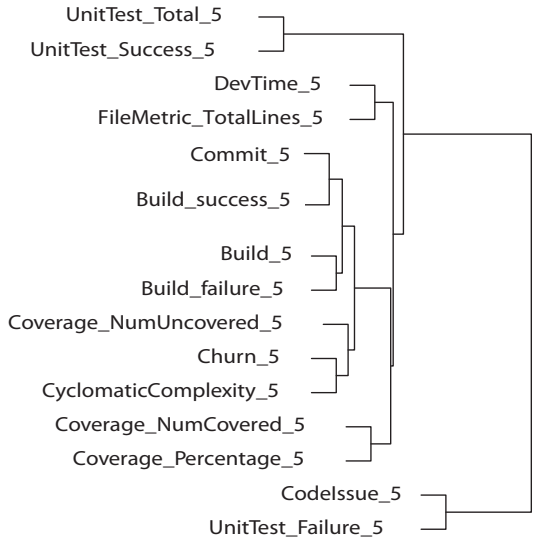 UnitTest_Total_5
UnitTest_Success_5
DevTime_5
FileMetric_TotalLines_5
Commit_5
Build_success_5
Build_5
Build_failure_5
Coverage_NumUncovered_5
Churn_5
CyclomaticComplexity_5
Coverage_NumCovered_5
Coverage_Percentage_5
CodeIssue_5
UnitTest_Failure_5